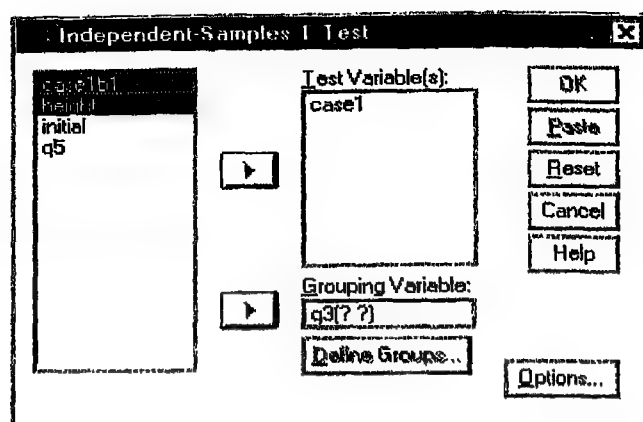 Independent-Samples T Test
case1b1
height
initial
q5
Test Variable(s):
case1
Grouping Variable:
q3(? ?)
Define Groups...
OK
Paste
Reset
Cancel
Help
Options...